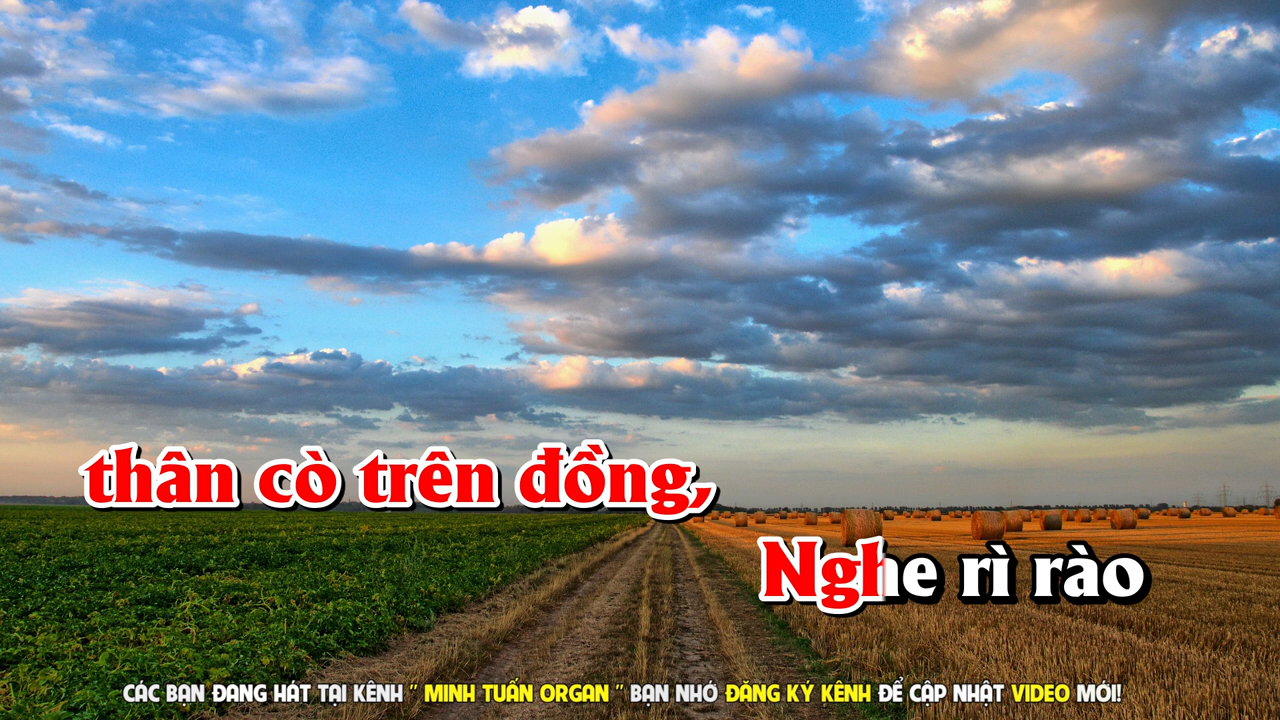 thân cò trên đồng,
Nghe rì rào
CÁC BẠN ĐANG HÁT TẠI KÊNH " MINH TUẤN ORGAN " BẠN NHỚ ĐĂNG KÝ KÊNH ĐỂ CẬP NHẬT VIDEO MỚI!